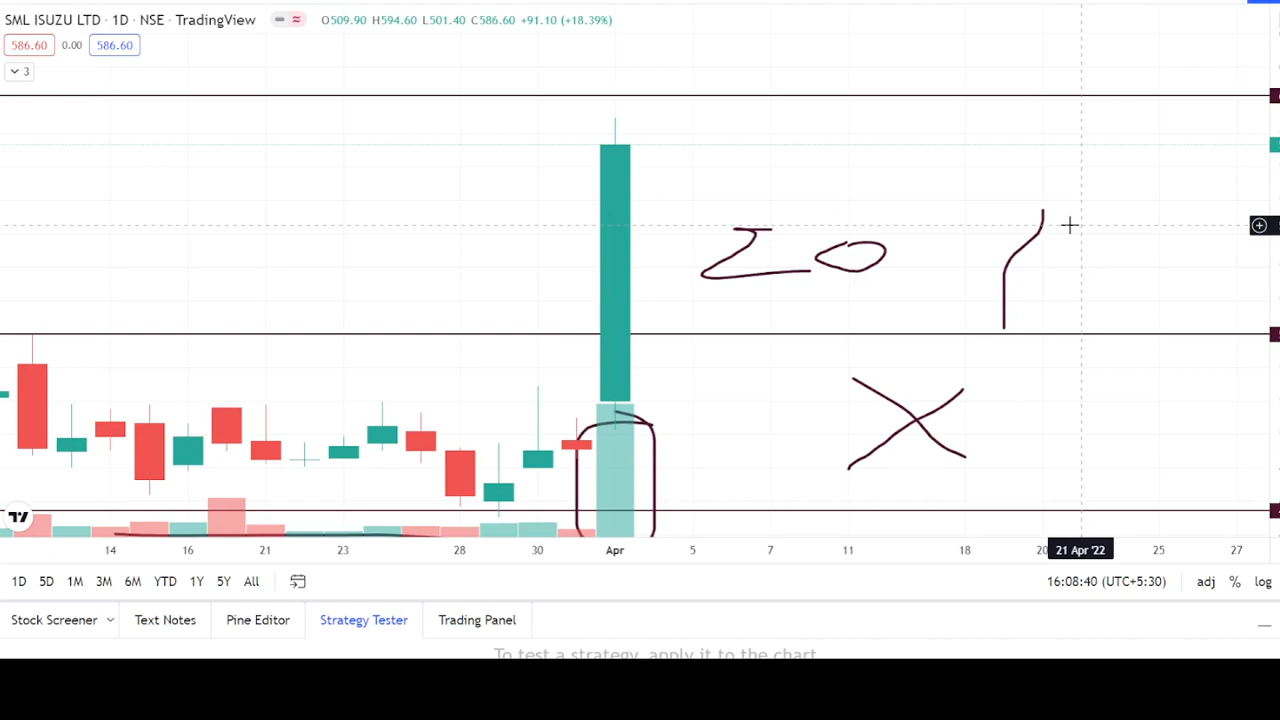 SML ISUZU LTD · 1D · NSE · TradingView O509.90 H594.60 L501.40 C586.60 +91.10 (+18.39%)
586.60 0.00 586.60
3
20
X
14 16 21 23 28 30 Apr 5 7 11 18 20 21 Apr '22 25 27
1D 5D 1M 3M 6M YTD 1Y 5Y All 16:08:40 (UTC+5:30) adj % log
Stock Screener Text Notes Pine Editor Strategy Tester Trading Panel
To test a strategy, apply it to the chart